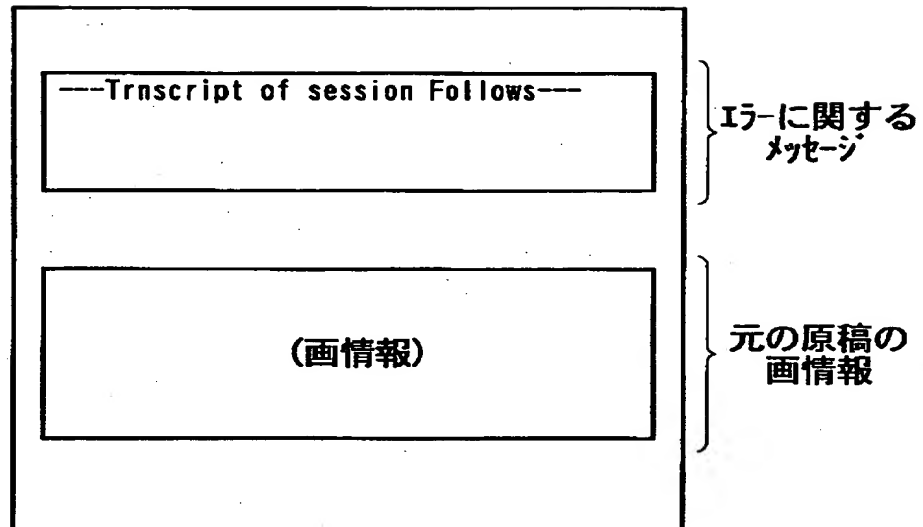 ---Trnscript of session Follows---
エラーに関する
メッセージ
(画情報)
元の原稿の
画情報